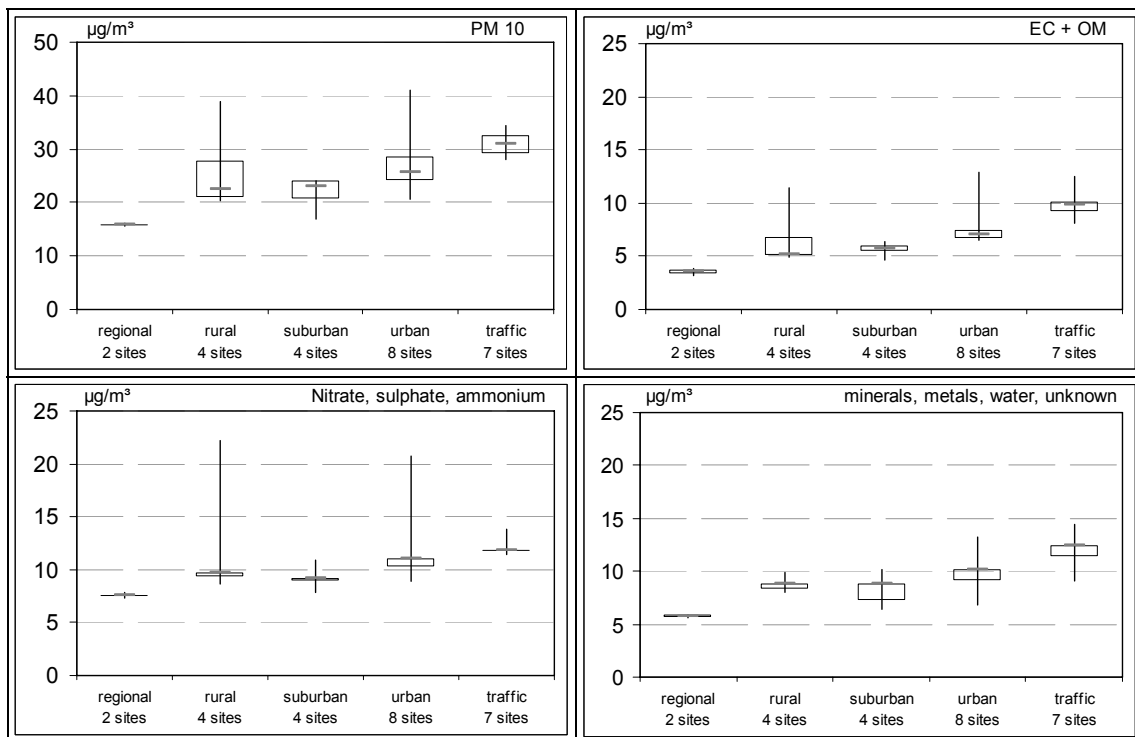 µg/m³ PM 10
50
40
30
20
10
0
regional rural suburban urban traffic
2 sites 4 sites 4 sites 8 sites 7 sites
µg/m³ EC + OM
25
20
15
10
5
0
regional rural suburban urban traffic
2 sites 4 sites 4 sites 8 sites 7 sites
µg/m³ Nitrate, sulphate, ammonium
25
20
15
10
5
0
regional rural suburban urban traffic
2 sites 4 sites 4 sites 8 sites 7 sites
µg/m³ minerals, metals, water, unknown
25
20
15
10
5
0
regional rural suburban urban traffic
2 sites 4 sites 4 sites 8 sites 7 sites